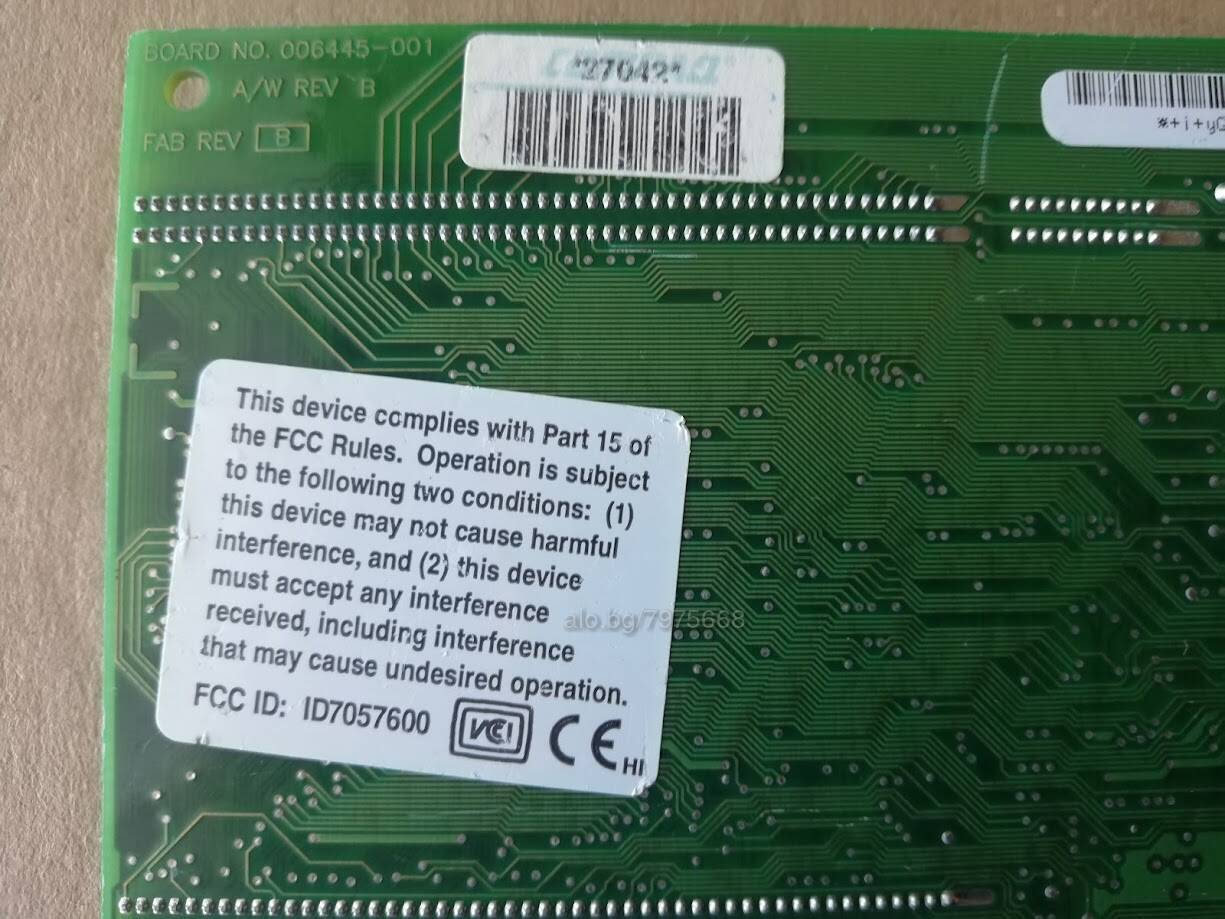 BOARD NO. 006445-001
A/W REV B
FAB REV B
*27042*
*+i+yQ
This device complies with Part 15 of
the FCC Rules. Operation is subject
to the following two conditions: (1)
this device may not cause harmful
interference, and (2) this device
must accept any interference
received, including interference
that may cause undesired operation.
FCC ID: ID7057600
VCI CE HI
alo.bg/7975668